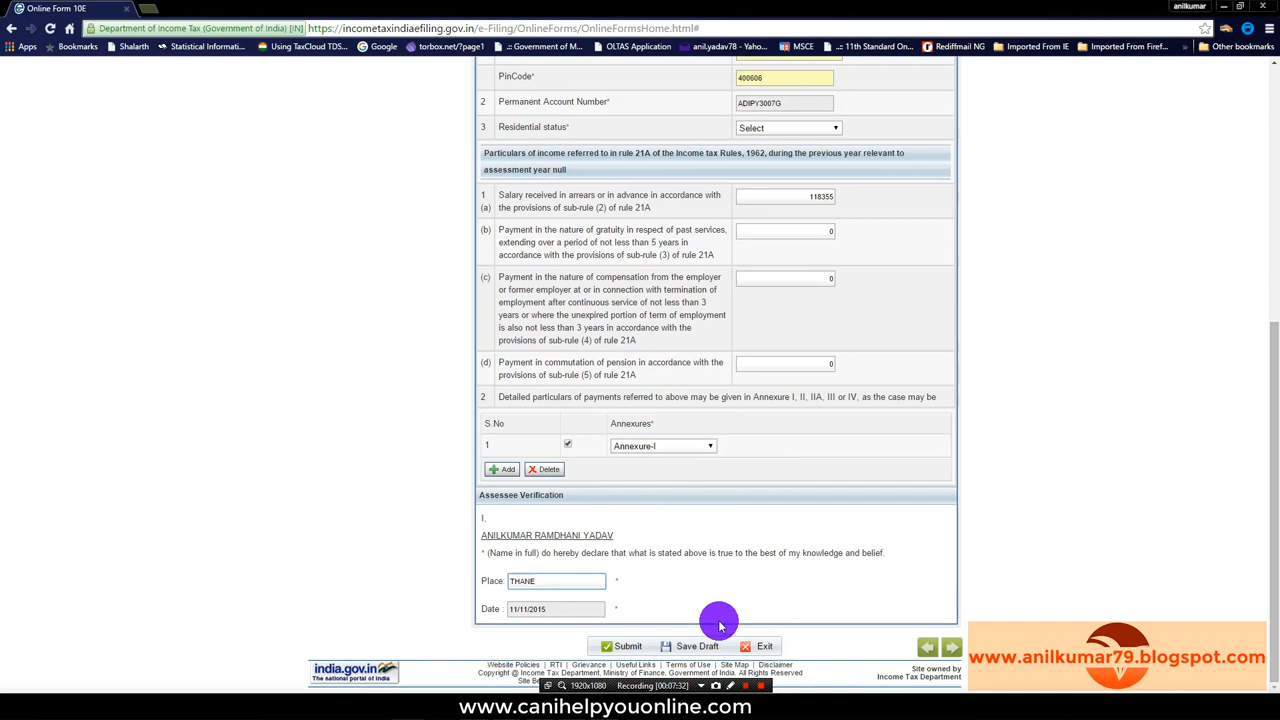 Online Form 10E
anilkumar
Department of Income Tax (Government of India) [IN] https://incometaxindiaefiling.gov.in/e-Filing/OnlineForms/OnlineFormsHome.html#
Apps Bookmarks Shalarth Statistical Informati... Using TaxCloud TDS... Google torbox.net/?page1 .:: Government of M... OLTAS Application anil.yadav78 - Yaho... MSCE ..:: 11th Standard On... Rediffmail NG Imported From IE Imported From Firef... » Other bookmarks
PinCode* 400606
2 Permanent Account Number* ADIPY3007G
3 Residential status* Select
Particulars of income referred to in rule 21A of the Income tax Rules, 1962, during the previous year relevant to
assessment year null
1 Salary received in arrears or in advance in accordance with 118355
(a) the provisions of sub-rule (2) of rule 21A
(b) Payment in the nature of gratuity in respect of past services, 0
extending over a period of not less than 5 years in
accordance with the provisions of sub-rule (3) of rule 21A
(c) Payment in the nature of compensation from the employer 0
or former employer at or in connection with termination of
employment after continuous service of not less than 3
years or where the unexpired portion of term of employment
is also not less than 3 years in accordance with the
provisions of sub-rule (4) of rule 21A
(d) Payment in commutation of pension in accordance with the 0
provisions of sub-rule (5) of rule 21A
2 Detailed particulars of payments referred to above may be given in Annexure I, II, IIA, III or IV, as the case may be
S.No Annexures*
1 Annexure-I
Add Delete
Assessee Verification
I,
ANILKUMAR RAMDHANI YADAV
* (Name in full) do hereby declare that what is stated above is true to the best of my knowledge and belief.
Place: THANE *
Date : 11/11/2015 *
Submit Save Draft Exit
india.gov.in
The national portal of India
Website Policies | RTI | Grievance | Useful Links | Terms of Use | Site Map | Disclaimer
Copyright @ Income Tax Department, Ministry of Finance, Government of India. All Rights Reserved
Site Be
Site owned by
Income Tax Department
1920x1080 Recording [00:07:32]
www.anilkumar79.blogspot.com
www.canihelpyouonline.com